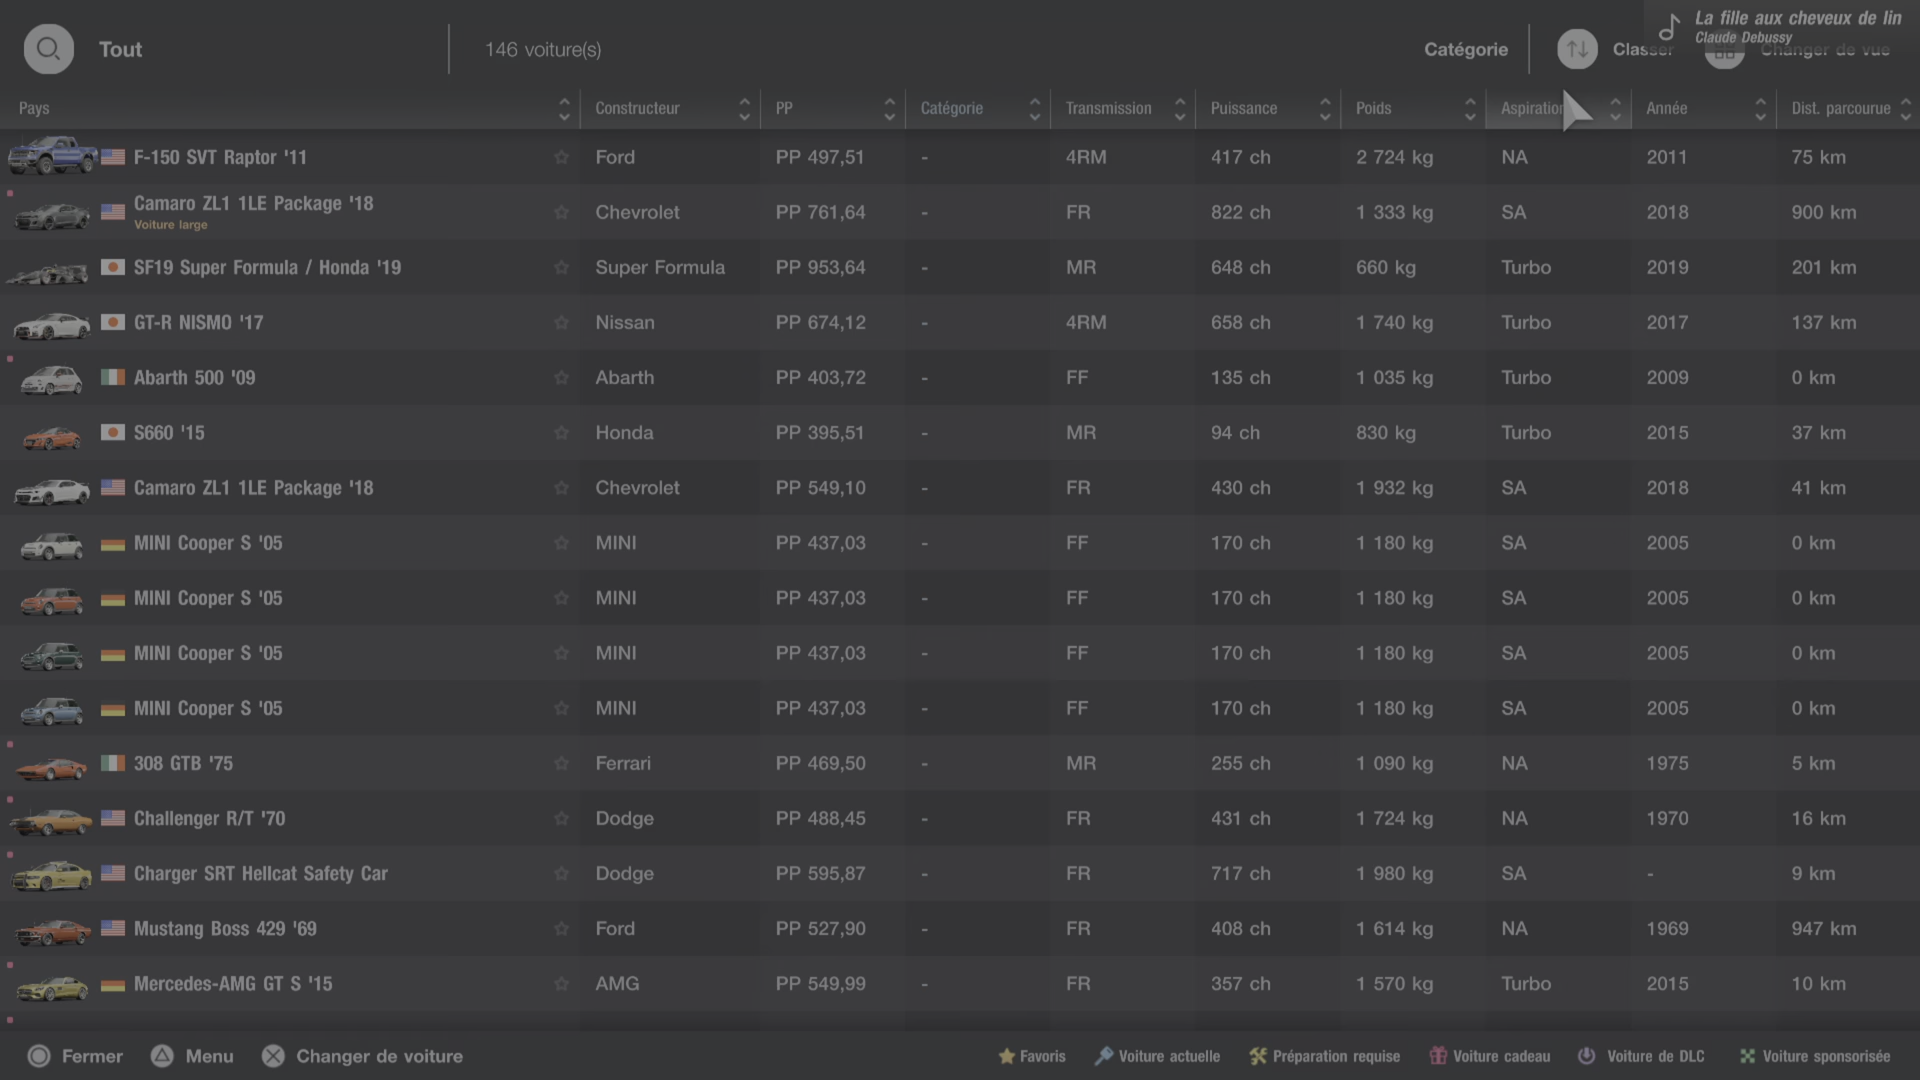 Tout
146 voiture(s)
Catégorie
Classer
Changer de vue
La fille aux cheveux de lin
Claude Debussy
Pays Constructeur PP Catégorie Transmission Puissance Poids Aspiration Année Dist. parcourue
F-150 SVT Raptor '11 Ford PP 497,51 - 4RM 417 ch 2 724 kg NA 2011 75 km
Camaro ZL1 1LE Package '18 Chevrolet PP 761,64 - FR 822 ch 1 333 kg SA 2018 900 km
Voiture large
SF19 Super Formula / Honda '19 Super Formula PP 953,64 - MR 648 ch 660 kg Turbo 2019 201 km
GT-R NISMO '17 Nissan PP 674,12 - 4RM 658 ch 1 740 kg Turbo 2017 137 km
Abarth 500 '09 Abarth PP 403,72 - FF 135 ch 1 035 kg Turbo 2009 0 km
S660 '15 Honda PP 395,51 - MR 94 ch 830 kg Turbo 2015 37 km
Camaro ZL1 1LE Package '18 Chevrolet PP 549,10 - FR 430 ch 1 932 kg SA 2018 41 km
MINI Cooper S '05 MINI PP 437,03 - FF 170 ch 1 180 kg SA 2005 0 km
MINI Cooper S '05 MINI PP 437,03 - FF 170 ch 1 180 kg SA 2005 0 km
MINI Cooper S '05 MINI PP 437,03 - FF 170 ch 1 180 kg SA 2005 0 km
MINI Cooper S '05 MINI PP 437,03 - FF 170 ch 1 180 kg SA 2005 0 km
308 GTB '75 Ferrari PP 469,50 - MR 255 ch 1 090 kg NA 1975 5 km
Challenger R/T '70 Dodge PP 488,45 - FR 431 ch 1 724 kg NA 1970 16 km
Charger SRT Hellcat Safety Car Dodge PP 595,87 - FR 717 ch 1 980 kg SA - 9 km
Mustang Boss 429 '69 Ford PP 527,90 - FR 408 ch 1 614 kg NA 1969 947 km
Mercedes-AMG GT S '15 AMG PP 549,99 - FR 357 ch 1 570 kg Turbo 2015 10 km
Fermer Menu Changer de voiture Favoris Voiture actuelle Préparation requise Voiture cadeau Voiture de DLC Voiture sponsorisée